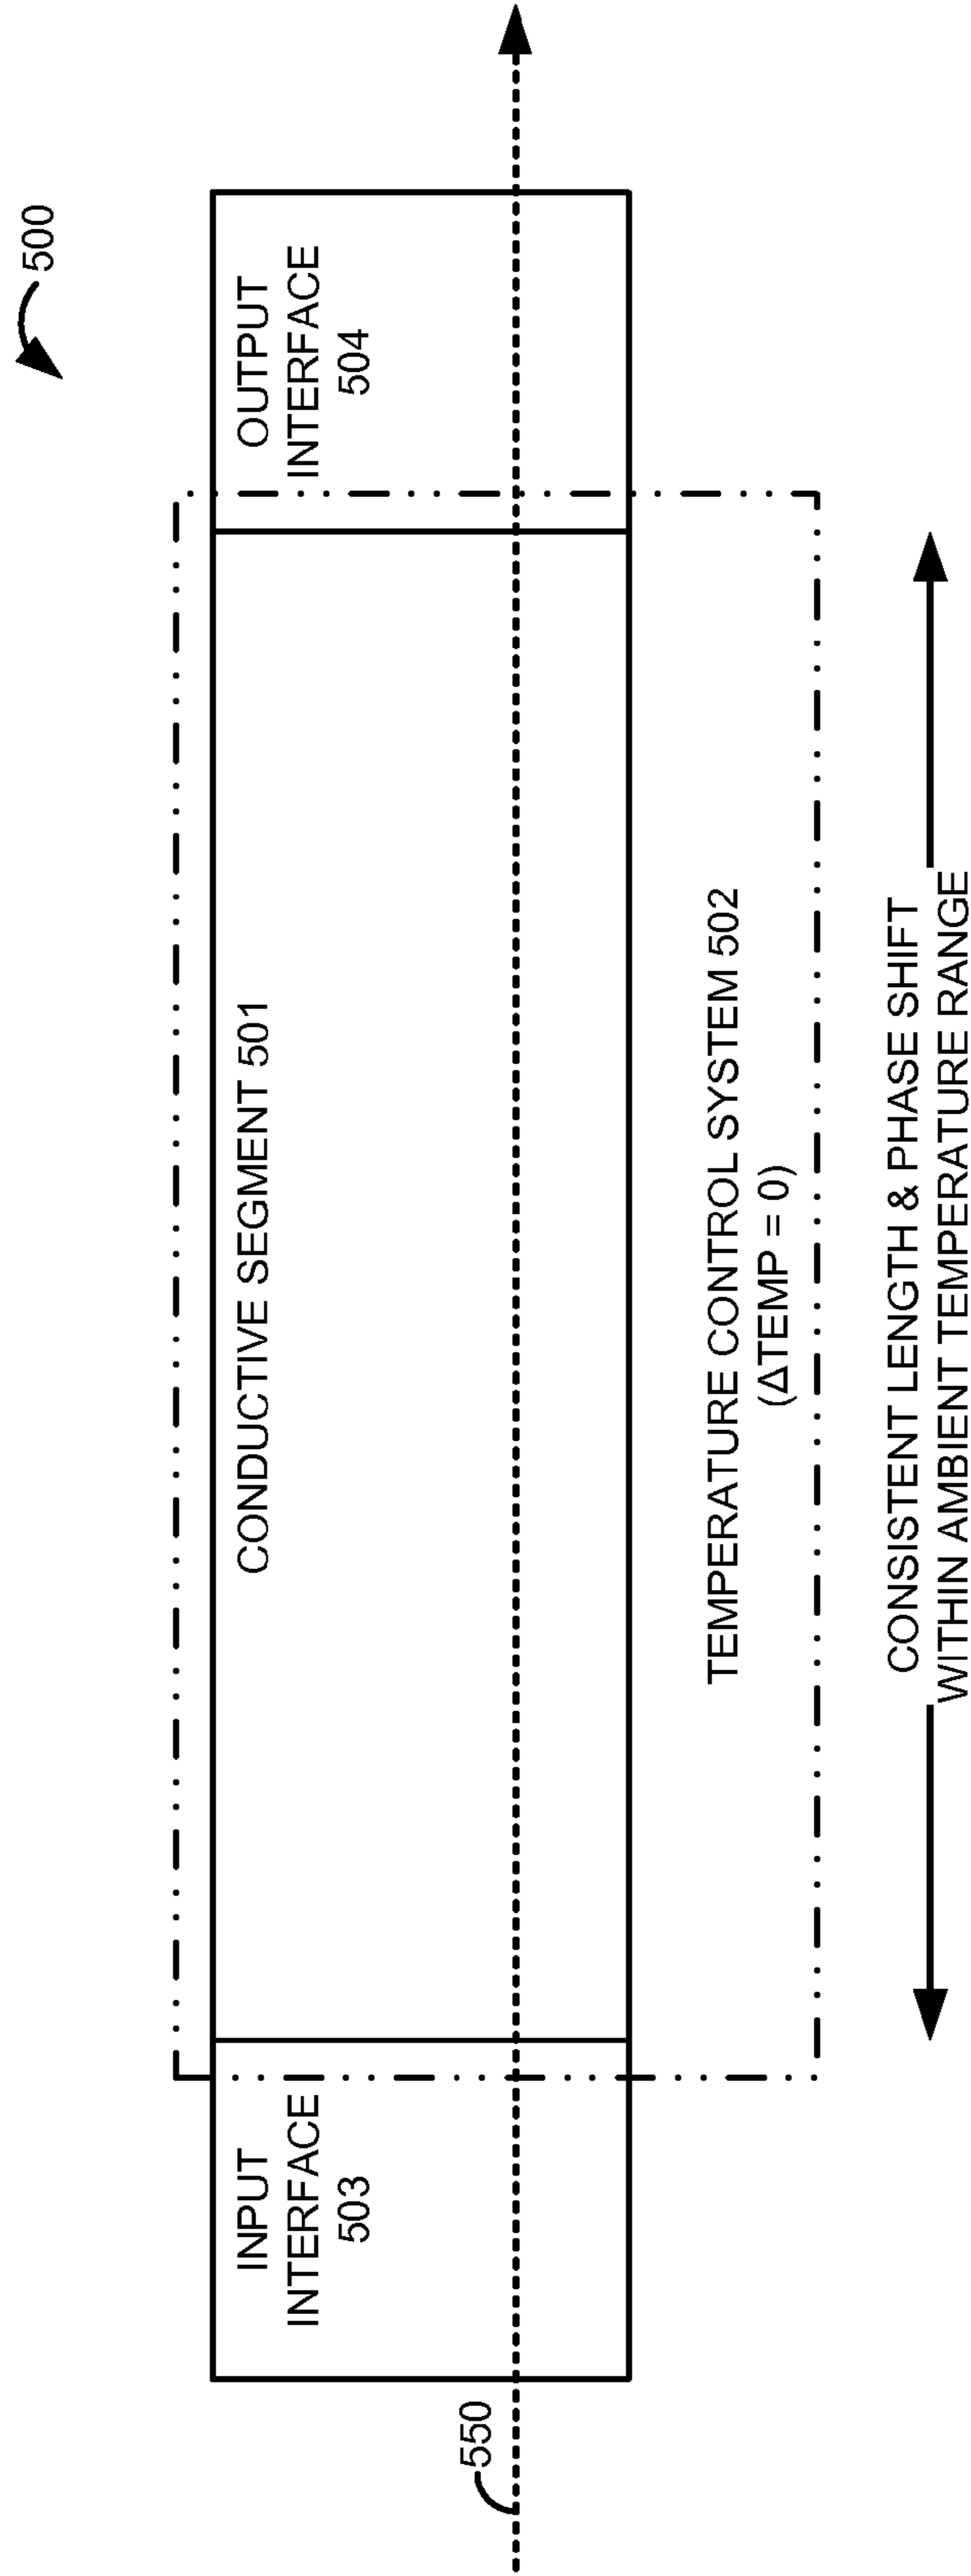 500
INPUT
INTERFACE
503
CONDUCTIVE SEGMENT 501
OUTPUT
INTERFACE
504
550
TEMPERATURE CONTROL SYSTEM 502
(ΔTEMP = 0)
CONSISTENT LENGTH & PHASE SHIFT
WITHIN AMBIENT TEMPERATURE RANGE